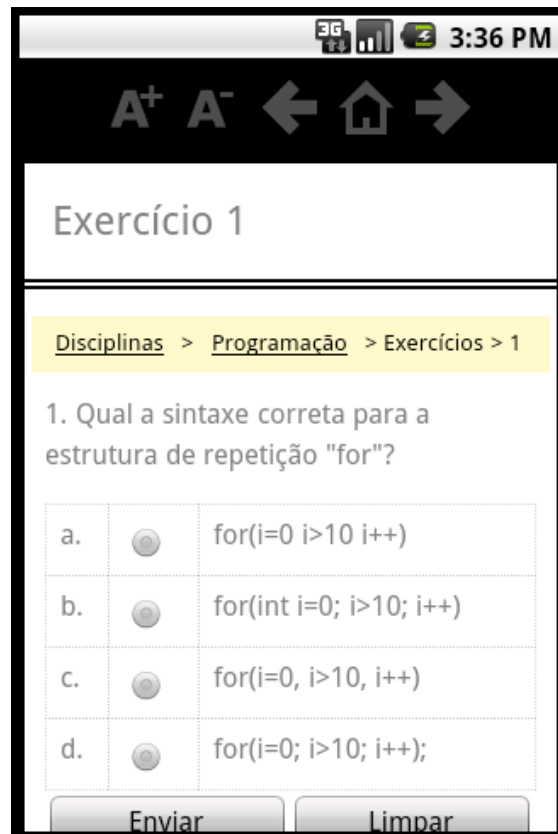 3G 3:36 PM
A+ A-
Exercício 1
Disciplinas > Programação > Exercícios > 1
1. Qual a sintaxe correta para a
estrutura de repetição "for"?
a. for(i=0 i>10 i++)
b. for(int i=0; i>10; i++)
c. for(i=0, i>10, i++)
d. for(i=0; i>10; i++);
Enviar Limpar